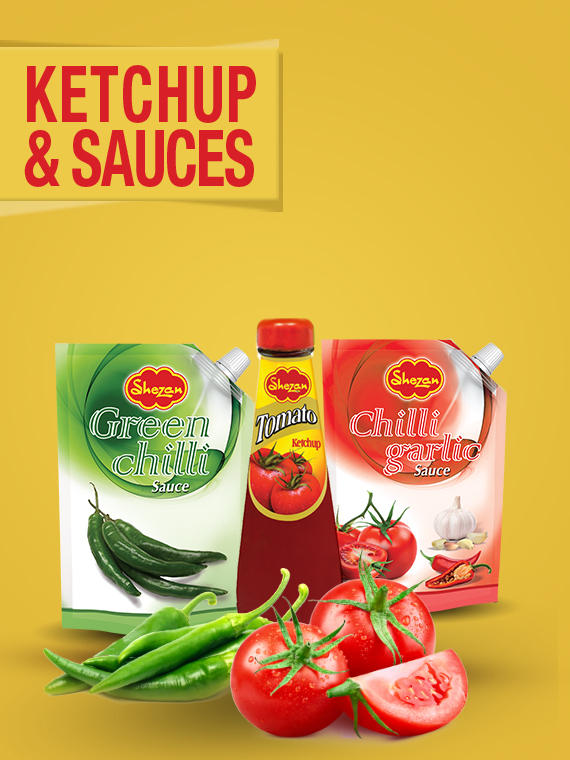 KETCHUP
& SAUCES
Shezan
Green
chilli
Sauce
Shezan
Tomato
Ketchup
Shezan
Chilli
garlic
Sauce